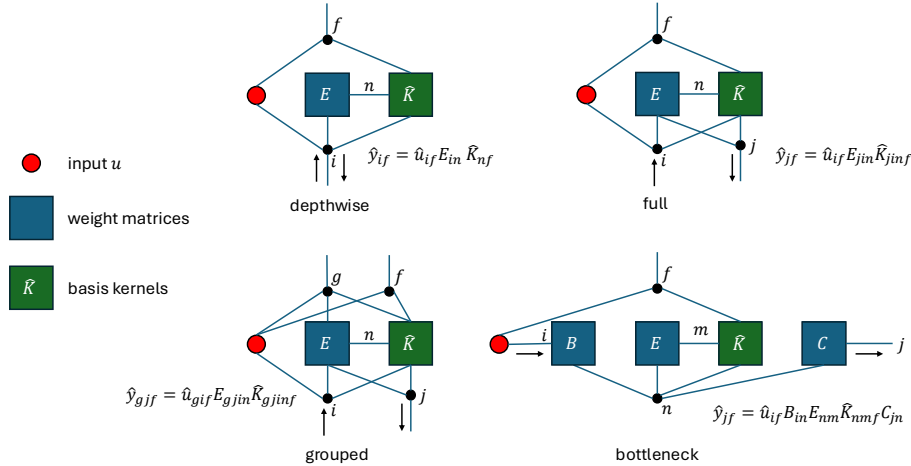 f
E
n
K̂
i
ŷ_if = û_if E_in K̂_nf
depthwise
f
E
n
K̂
i
j
ŷ_jf = û_if E_jin K̂_jinf
full
input u
weight matrices
K̂
basis kernels
g
f
E
n
K̂
i
j
ŷ_gjf = û_gif E_gjin K̂_gjinf
grouped
f
i
B
E
m
K̂
C
j
n
ŷ_jf = û_if B_in E_nm K̂_nmf C_jn
bottleneck